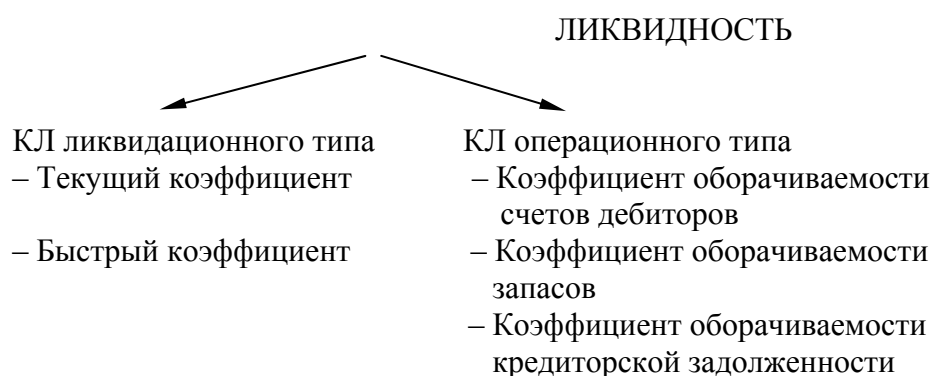 ЛИКВИДНОСТЬ
КЛ ликвидационного типа
– Текущий коэффициент
– Быстрый коэффициент
КЛ операционного типа
– Коэффициент оборачиваемости
счетов дебиторов
– Коэффициент оборачиваемости
запасов
– Коэффициент оборачиваемости
кредиторской задолженности